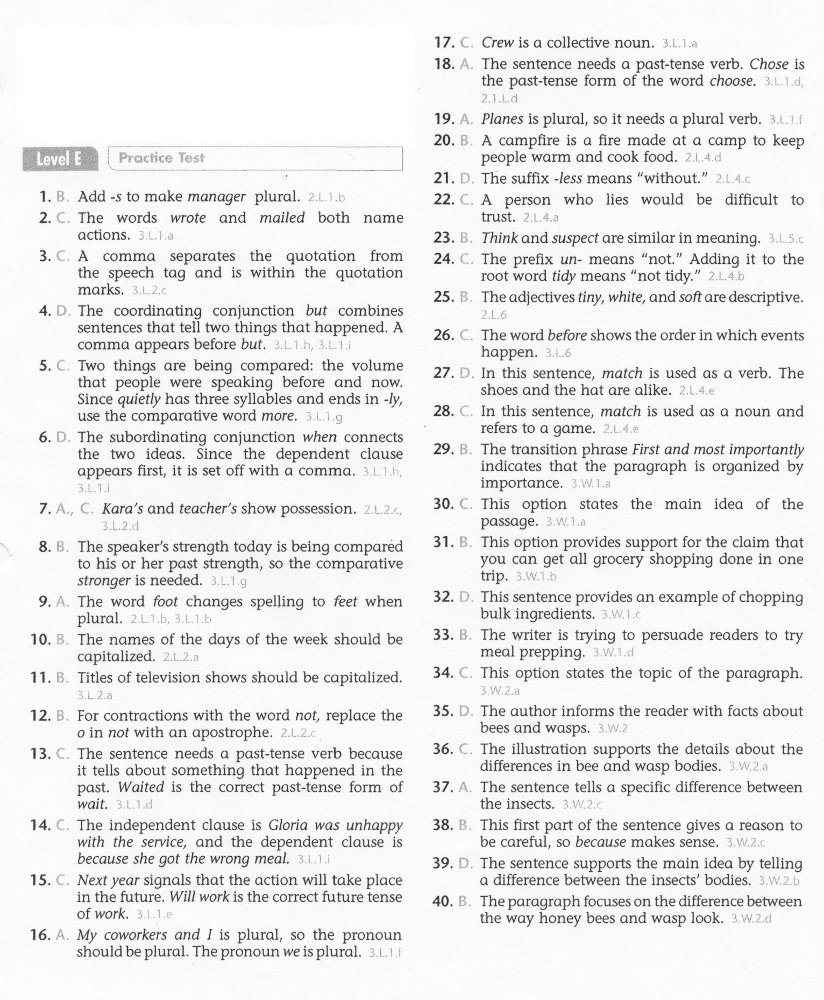 Level E Practice Test
1. B. Add -s to make manager plural. 2.L.1.b
2. C. The words wrote and mailed both name
actions. 3.L.1.a
3. C. A comma separates the quotation from
the speech tag and is within the quotation
marks. 3.L.2.c
4. D. The coordinating conjunction but combines
sentences that tell two things that happened. A
comma appears before but. 3.L.1.h, 3.L.1.i
5. C. Two things are being compared: the volume
that people were speaking before and now.
Since quietly has three syllables and ends in -ly,
use the comparative word more. 3.L.1.g
6. D. The subordinating conjunction when connects
the two ideas. Since the dependent clause
appears first, it is set off with a comma. 3.L.1.h,
3.L.1.i
7. A., C. Kara's and teacher's show possession. 2.L.2.c,
3.L.2.d
8. B. The speaker's strength today is being compared
to his or her past strength, so the comparative
stronger is needed. 3.L.1.g
9. A. The word foot changes spelling to feet when
plural. 2.L.1.b, 3.L.1.b
10. B. The names of the days of the week should be
capitalized. 2.L.2.a
11. B. Titles of television shows should be capitalized.
3.L.2.a
12. B. For contractions with the word not, replace the
o in not with an apostrophe. 2.L.2.c
13. C. The sentence needs a past-tense verb because
it tells about something that happened in the
past. Waited is the correct past-tense form of
wait. 3.L.1.d
14. C. The independent clause is Gloria was unhappy
with the service, and the dependent clause is
because she got the wrong meal. 3.L.1.i
15. C. Next year signals that the action will take place
in the future. Will work is the correct future tense
of work. 3.L.1.e
16. A. My coworkers and I is plural, so the pronoun
should be plural. The pronoun we is plural. 3.L.1.f
17. C. Crew is a collective noun. 3.L.1.a
18. A. The sentence needs a past-tense verb. Chose is
the past-tense form of the word choose. 3.L.1.d,
2.1.L.d
19. A. Planes is plural, so it needs a plural verb. 3.L.1.f
20. B. A campfire is a fire made at a camp to keep
people warm and cook food. 2.L.4.d
21. D. The suffix -less means “without.” 2.L.4.c
22. C. A person who lies would be difficult to
trust. 2.L.4.a
23. B. Think and suspect are similar in meaning. 3.L.5.c
24. C. The prefix un- means “not.” Adding it to the
root word tidy means “not tidy.” 2.L.4.b
25. B. The adjectives tiny, white, and soft are descriptive.
2.L.6
26. C. The word before shows the order in which events
happen. 3.L.6
27. D. In this sentence, match is used as a verb. The
shoes and the hat are alike. 2.L.4.e
28. C. In this sentence, match is used as a noun and
refers to a game. 2.L.4.e
29. B. The transition phrase First and most importantly
indicates that the paragraph is organized by
importance. 3.W.1.a
30. C. This option states the main idea of the
passage. 3.W.1.a
31. B. This option provides support for the claim that
you can get all grocery shopping done in one
trip. 3.W.1.b
32. D. This sentence provides an example of chopping
bulk ingredients. 3.W.1.c
33. B. The writer is trying to persuade readers to try
meal prepping. 3.W.1.d
34. C. This option states the topic of the paragraph.
3.W.2.a
35. D. The author informs the reader with facts about
bees and wasps. 3.W.2
36. C. The illustration supports the details about the
differences in bee and wasp bodies. 3.W.2.a
37. A. The sentence tells a specific difference between
the insects. 3.W.2.c
38. B. This first part of the sentence gives a reason to
be careful, so because makes sense. 3.W.2.c
39. D. The sentence supports the main idea by telling
a difference between the insects' bodies. 3.W.2.b
40. B. The paragraph focuses on the difference between
the way honey bees and wasp look. 3.W.2.d